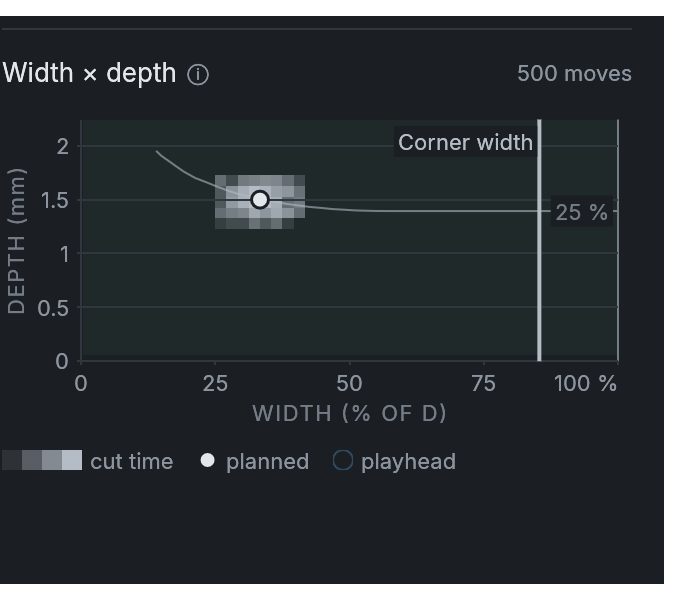 Width × depth ⓘ 500 moves
Corner width
2
1.5
25 %
1
0.5
0
DEPTH (mm)
0 25 50 75 100 %
WIDTH (% OF D)
cut time planned playhead